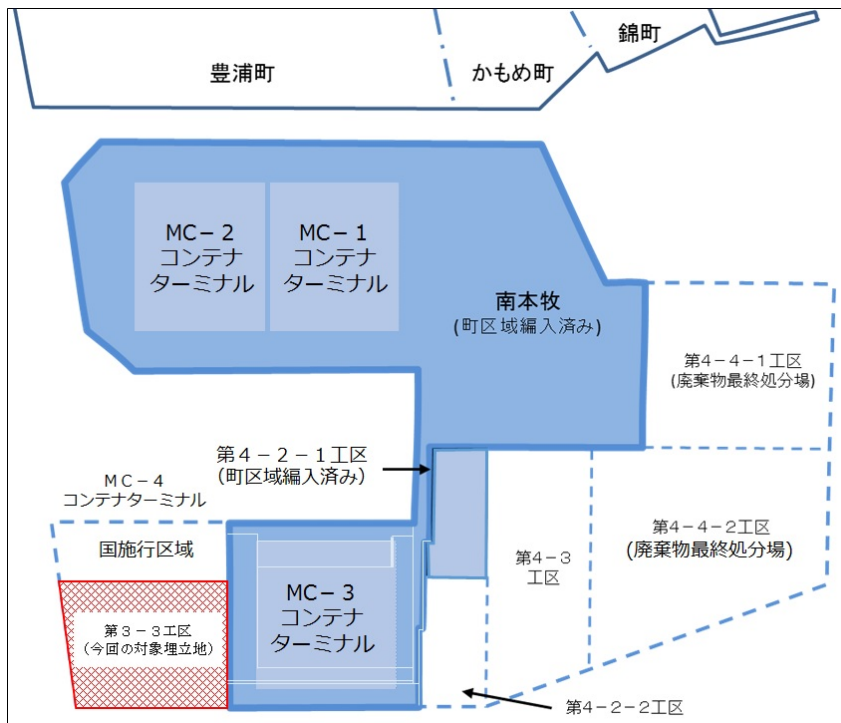 錦町
豊浦町
かもめ町
MC－2
コンテナ
ターミナル
MC－1
コンテナ
ターミナル
南本牧
(町区域編入済み)
第４－４－１工区
(廃棄物最終処分場)
第４－２－１工区
(町区域編入済み)
MC－4
コンテナターミナル
国施行区域
第４－４－２工区
(廃棄物最終処分場)
第４－３
工区
MC－3
コンテナ
ターミナル
第３－３工区
(今回の対象埋立地)
第４－２－２工区